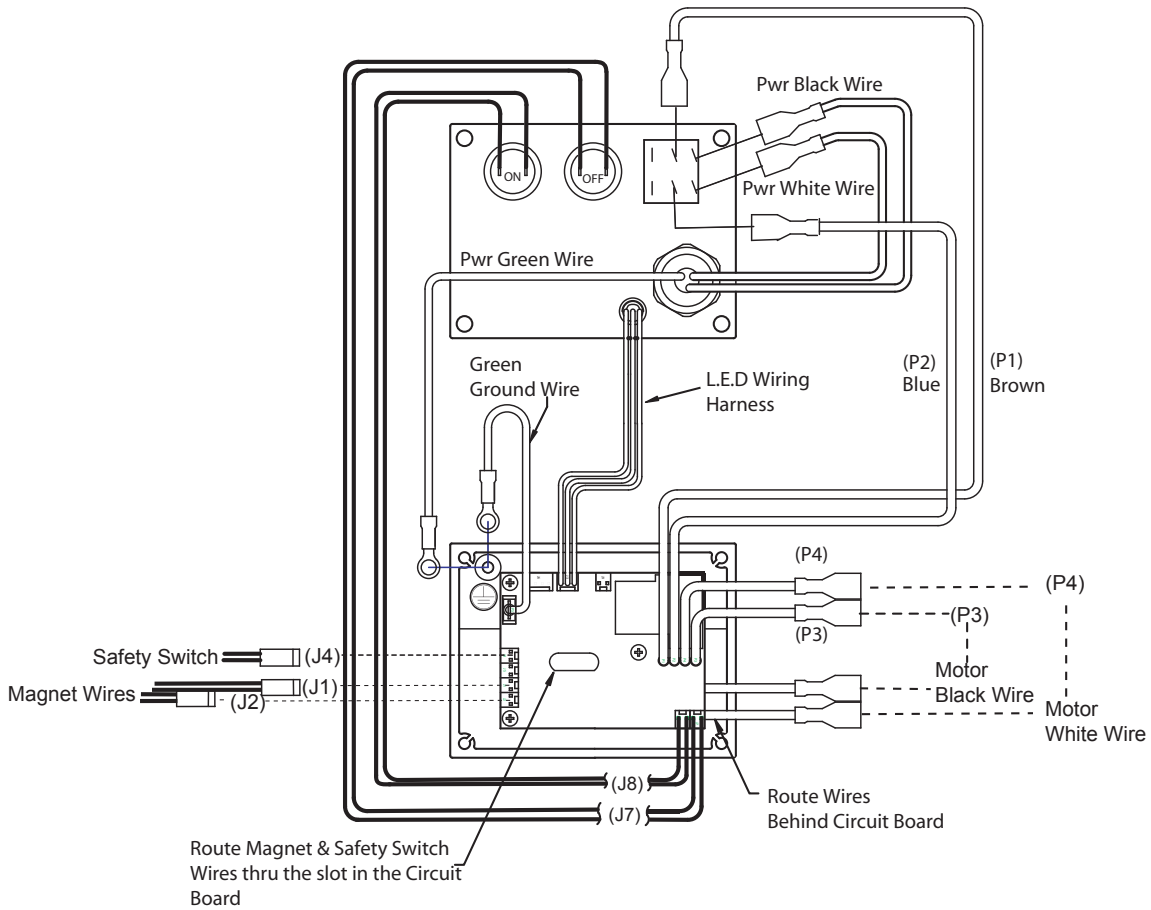 Pwr Black Wire
ON
OFF
Pwr White Wire
Pwr Green Wire
Green
Ground Wire
L.E.D Wiring
Harness
(P2)
Blue
(P1)
Brown
(P4)
(P4)
(P3)
(P3)
Safety Switch
(J4)
Magnet Wires
(J1)
(J2)
Motor
Black Wire
Motor
White Wire
(J8)
(J7)
Route Wires
Behind Circuit Board
Route Magnet & Safety Switch
Wires thru the slot in the Circuit
Board